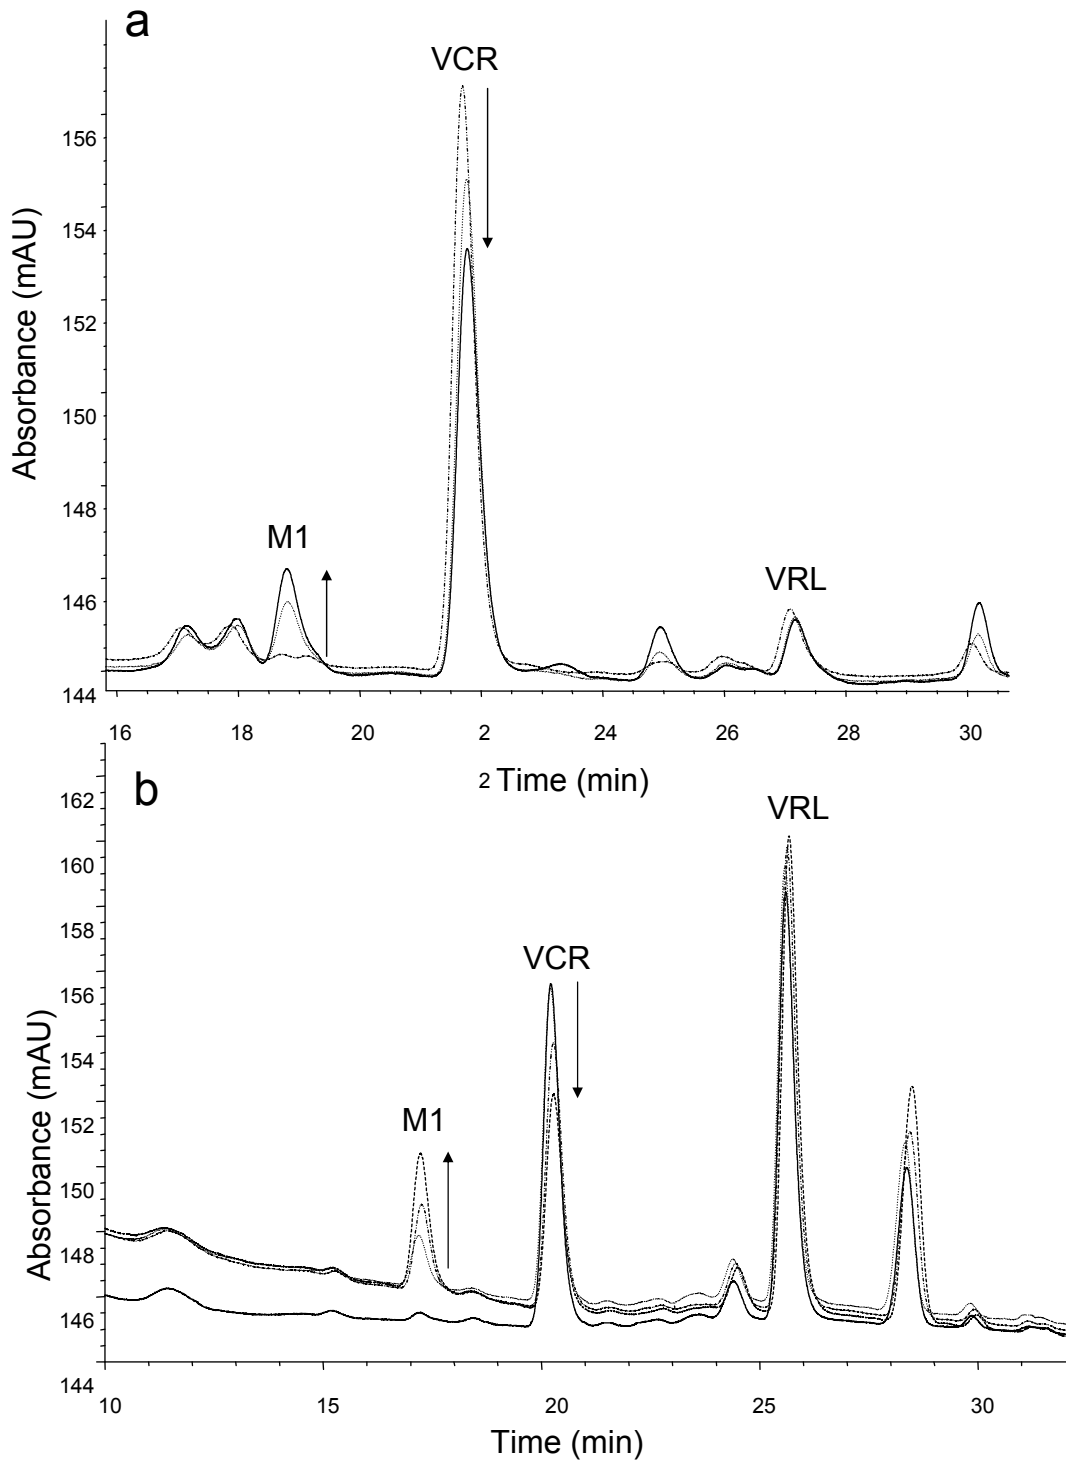 a
VCR
156
154
152
150
148
M1
VRL
146
144
16 18 20 2 24 26 28 30
2 Time (min)
Absorbance (mAU)
b
VRL
162
160
158
VCR
156
154
M1
152
150
148
146
144
10 15 20 25 30
Time (min)
Absorbance (mAU)